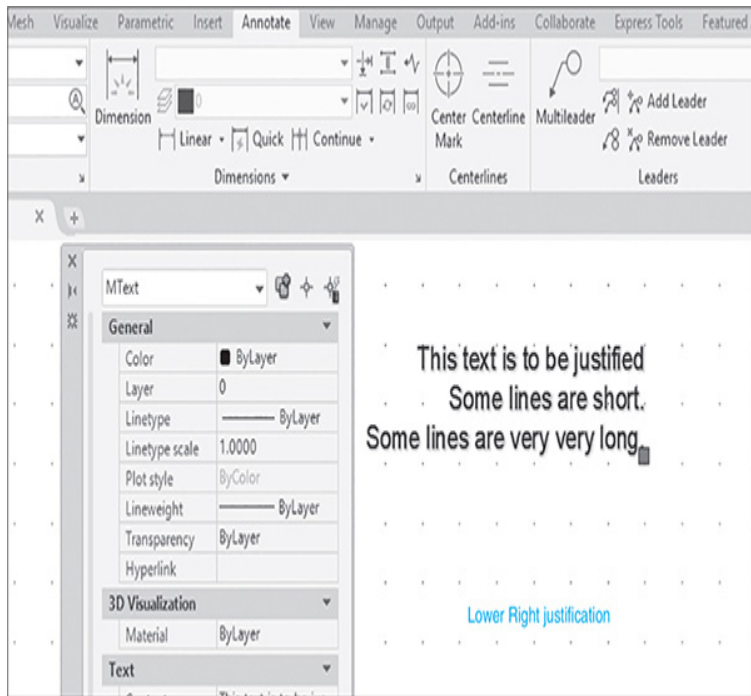 Mesh Visualize Parametric Insert Annotate View Manage Output Add-ins Collaborate Express Tools Featured
0
Dimension
Center Mark
Centerline
Multileader
Add Leader
Remove Leader
Linear Quick Continue
Dimensions Centerlines Leaders
MText
General
Color ByLayer
Layer 0
Linetype ByLayer
Linetype scale 1.0000
Plot style ByColor
Lineweight ByLayer
Transparency ByLayer
Hyperlink
3D Visualization
Material ByLayer
Text
This text is to be justified
Some lines are short.
Some lines are very very long.
Lower Right justification